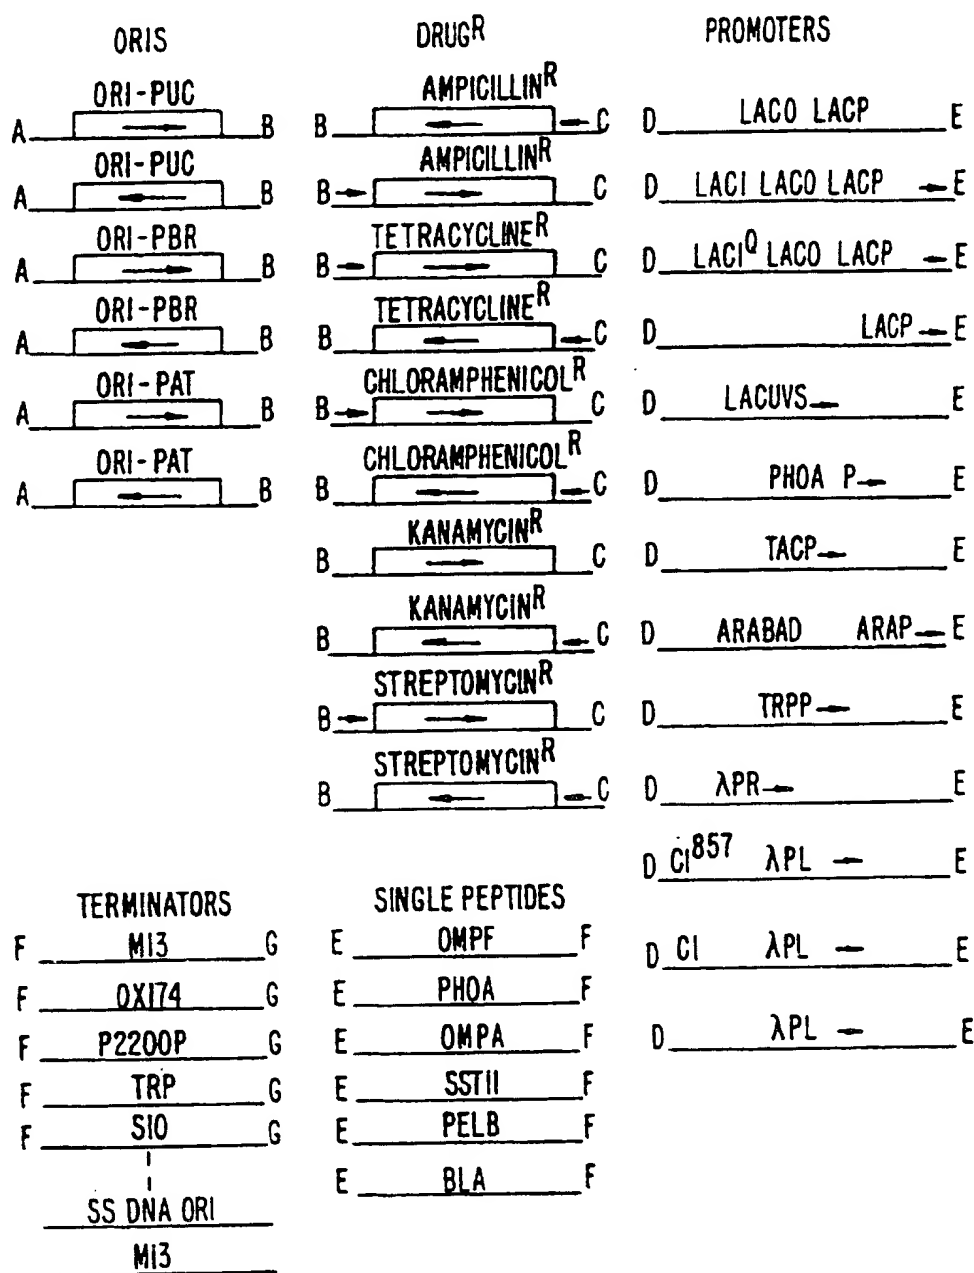 ORIS
ORI-PUC
A B
ORI-PUC
A B
ORI-PBR
A B
ORI-PBR
A B
ORI-PAT
A B
ORI-PAT
A B
DRUGR
AMPICILLINR
B C
AMPICILLINR
B C
TETRACYCLINER
B C
TETRACYCLINER
B C
CHLORAMPHENICOLR
B C
CHLORAMPHENICOLR
B C
KANAMYCINR
B C
KANAMYCINR
B C
STREPTOMYCINR
B C
STREPTOMYCINR
B C
PROMOTERS
D LACO LACP E
D LACI LACO LACP E
D LACIQ LACO LACP E
D LACP E
D LACUVS E
D PHOA P E
D TACP E
D ARABAD ARAP E
D TRPP E
D λPR E
D CI857 λPL E
D CI λPL E
D λPL E
TERMINATORS
F MI3 G
F OXI74 G
F P2200P G
F TRP G
F SIO G
SS DNA ORI
MI3
SINGLE PEPTIDES
E OMPF F
E PHOA F
E OMPA F
E SSTII F
E PELB F
E BLA F